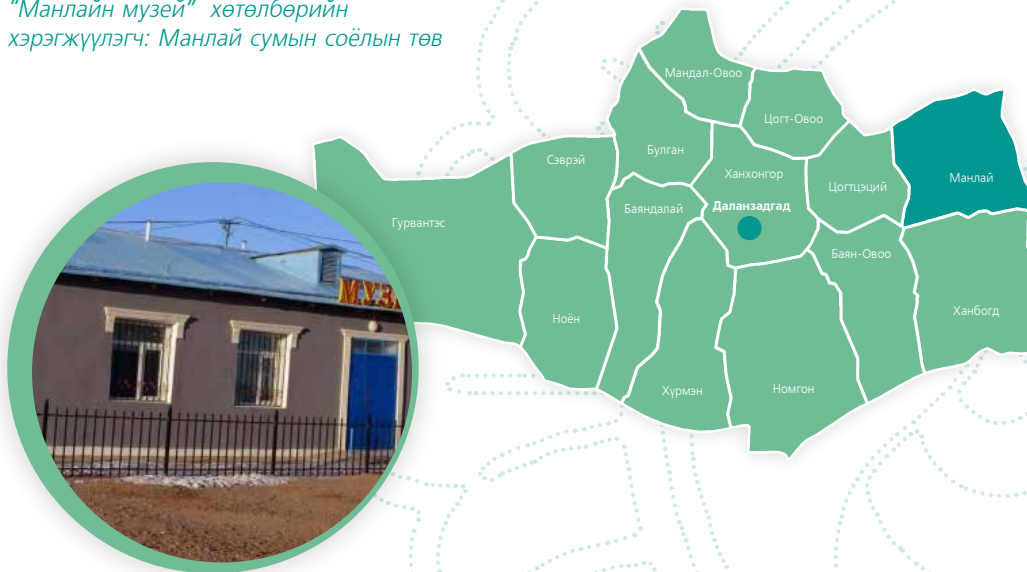 "Манлайн музей" хөтөлбөрийн
хэрэгжүүлэгч: Манлай сумын соёлын төв
Мандал-Овоо
Цогт-Овоо
Булган
Сэврэй
Ханхонгор
Манлай
Цогтцэций
Даланзадгад
Баяндалай
Гурвантэс
Баян-Овоо
Ханбогд
Ноён
Номгон
Хүрмэн